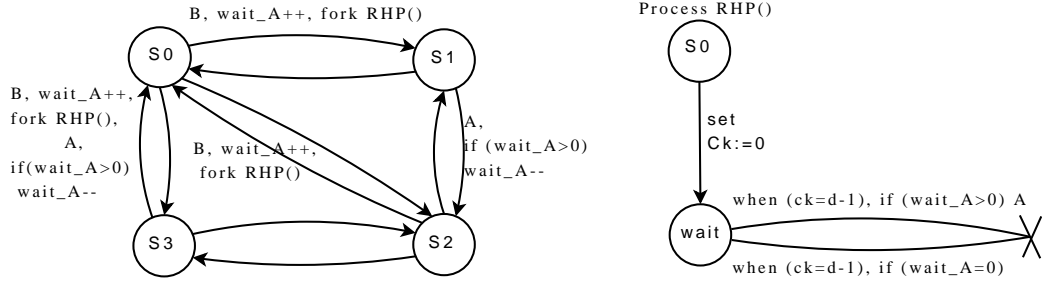 B, wait_A++, fork RHP()
S0
S1
B, wait_A++,
fork RHP(),
A,
if(wait_A>0)
wait_A--
B, wait_A++,
fork RHP()
A,
if (wait_A>0)
wait_A--
S3
S2
Process RHP()
S0
set
Ck:=0
wait
when (ck=d-1), if (wait_A>0) A
when (ck=d-1), if (wait_A=0)